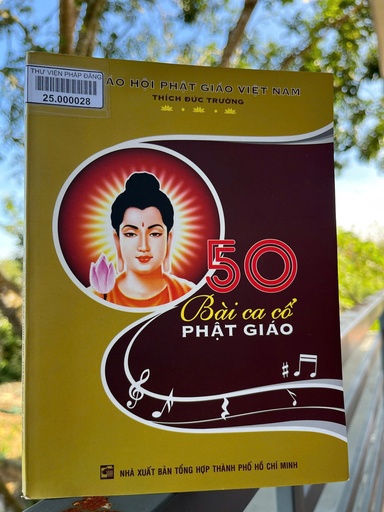 THƯ VIỆN PHÁP ĐĂNG
25.000028
ÁO HỘI PHẬT GIÁO VIỆT NAM
THÍCH ĐỨC TRƯỜNG
50
Bài ca cổ
PHẬT GIÁO
NHÀ XUẤT BẢN TỔNG HỢP THÀNH PHỐ HỒ CHÍ MINH